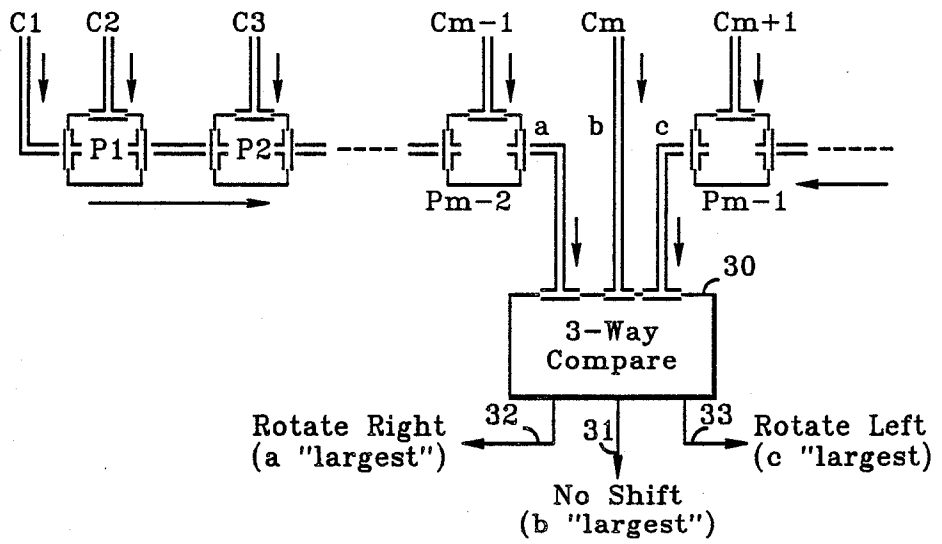 C1 C2 C3 Cm-1 Cm Cm+1
a b c
P1 P2
Pm-2 Pm-1
30
3-Way
Compare
32 31 33
Rotate Right
(a "largest")
Rotate Left
(c "largest)
No Shift
(b "largest")